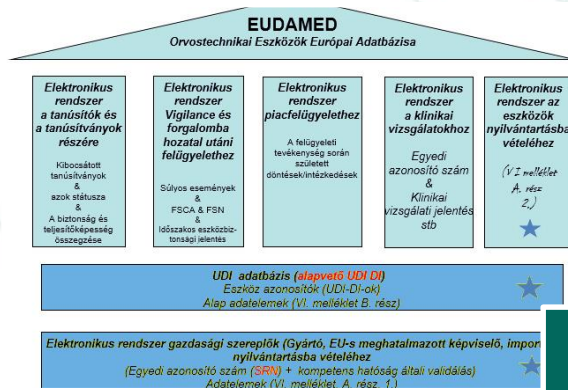 EUDAMED
Orvostechnikai Eszközök Európai Adatbázisa
Elektronikus
rendszer
a tanúsítók és
a tanúsítványok
részére
Kibocsátott
tanúsítványok
&
azok státusza
&
A biztonság és
teljesítőképesség
összegzése
Elektronikus
rendszer
Vigilance és
forgalomba
hozatal utáni
felügyelethez
Súlyos események
&
FSCA & FSN
&
Időszakos eszközbiz-
tonsági jelentés
Elektronikus
rendszer
piacfelügyelethez
A felügyeleti
tevékenység során
született
döntések/intézkedések
Elektronikus
rendszer
a klinikai
vizsgálatokhoz
Egyedi
azonosító szám
&
Klinikai
vizsgálati jelentés
stb
Elektronikus
rendszer az
eszközök
nyilvántartásba
vételéhez
(VI melléklet
A. rész
2.)
UDI adatbázis (alapvető UDI DI)
Eszköz azonosítók (UDI-DI-ok)
Alap adatelemek (VI. melléklet B. rész)
Elektronikus rendszer gazdasági szereplők (Gyártó, EU-s meghatalmazott képviselő, impor
nyilvántartásba vételéhez
(Egyedi azonosító szám (SRN) + kompetens hatóság általi validálás)
Adatelemek (VI. melléklet, A. rész, 1.)